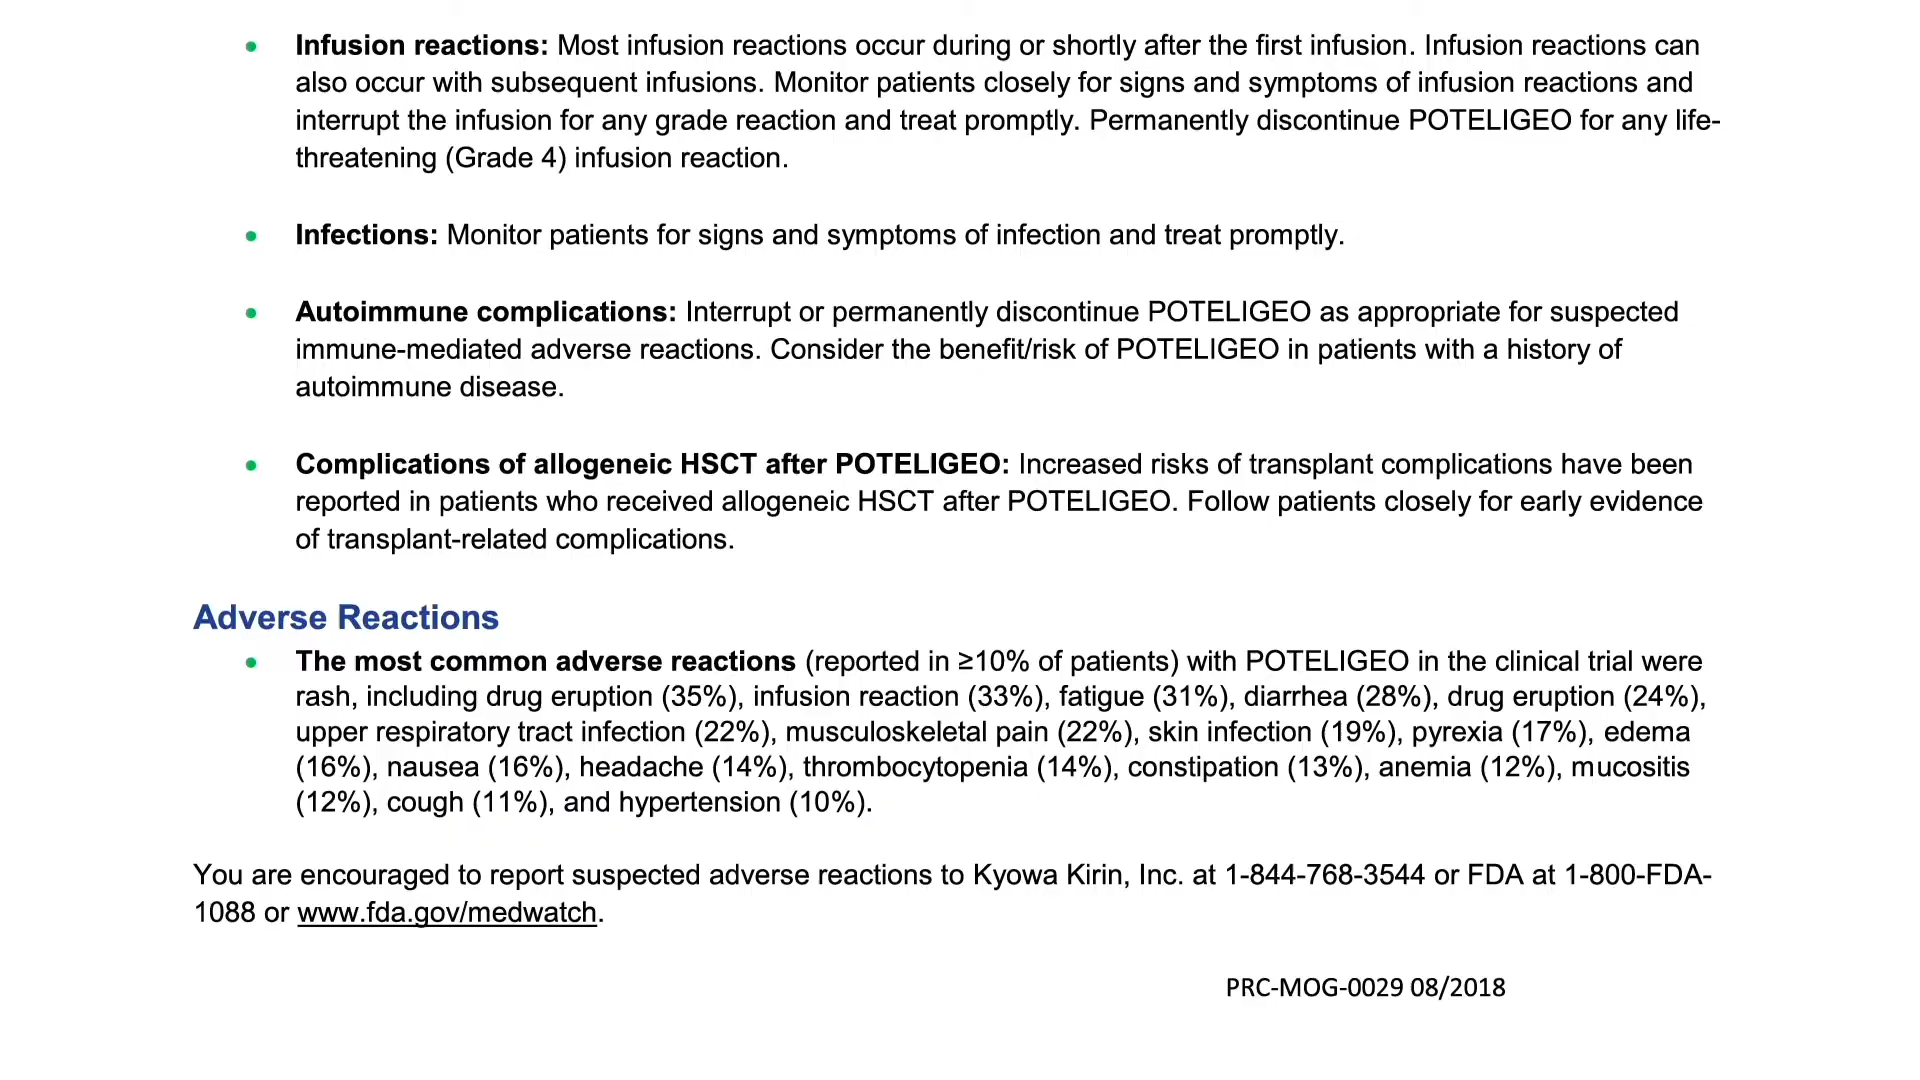 • Infusion reactions: Most infusion reactions occur during or shortly after the first infusion. Infusion reactions can
also occur with subsequent infusions. Monitor patients closely for signs and symptoms of infusion reactions and
interrupt the infusion for any grade reaction and treat promptly. Permanently discontinue POTELIGEO for any life-
threatening (Grade 4) infusion reaction.
• Infections: Monitor patients for signs and symptoms of infection and treat promptly.
• Autoimmune complications: Interrupt or permanently discontinue POTELIGEO as appropriate for suspected
immune-mediated adverse reactions. Consider the benefit/risk of POTELIGEO in patients with a history of
autoimmune disease.
• Complications of allogeneic HSCT after POTELIGEO: Increased risks of transplant complications have been
reported in patients who received allogeneic HSCT after POTELIGEO. Follow patients closely for early evidence
of transplant-related complications.
Adverse Reactions
• The most common adverse reactions (reported in ≥10% of patients) with POTELIGEO in the clinical trial were
rash, including drug eruption (35%), infusion reaction (33%), fatigue (31%), diarrhea (28%), drug eruption (24%),
upper respiratory tract infection (22%), musculoskeletal pain (22%), skin infection (19%), pyrexia (17%), edema
(16%), nausea (16%), headache (14%), thrombocytopenia (14%), constipation (13%), anemia (12%), mucositis
(12%), cough (11%), and hypertension (10%).
You are encouraged to report suspected adverse reactions to Kyowa Kirin, Inc. at 1-844-768-3544 or FDA at 1-800-FDA-
1088 or www.fda.gov/medwatch.
PRC-MOG-0029 08/2018